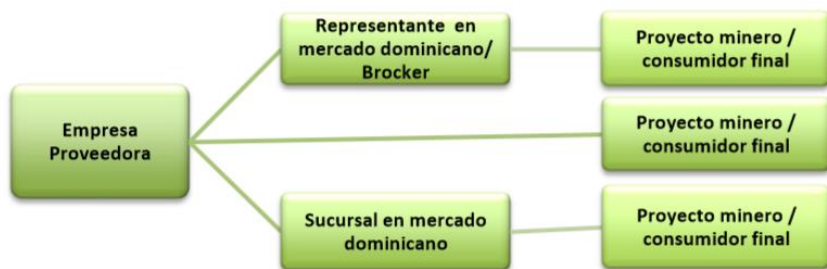 Representante en
mercado dominicano/
Brocker
Proyecto minero /
consumidor final
Empresa
Proveedora
Proyecto minero /
consumidor final
Sucursal en mercado
dominicano
Proyecto minero /
consumidor final